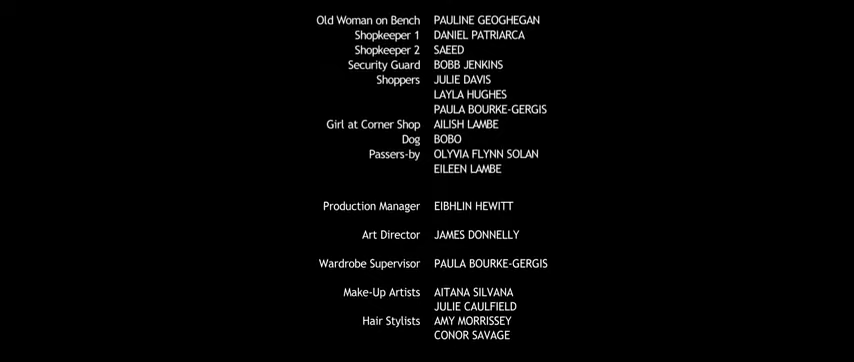 Old Woman on Bench PAULINE GEOGHEGAN
Shopkeeper 1 DANIEL PATRIARCA
Shopkeeper 2 SAEED
Security Guard BOBB JENKINS
Shoppers JULIE DAVIS
LAYLA HUGHES
PAULA BOURKE-GERGIS
Girl at Corner Shop AILISH LAMBE
Dog BOBO
Passers-by OLYVIA FLYNN SOLAN
EILEEN LAMBE
Production Manager EIBHLIN HEWITT
Art Director JAMES DONNELLY
Wardrobe Supervisor PAULA BOURKE-GERGIS
Make-Up Artists AITANA SILVANA
JULIE CAULFIELD
Hair Stylists AMY MORRISSEY
CONOR SAVAGE